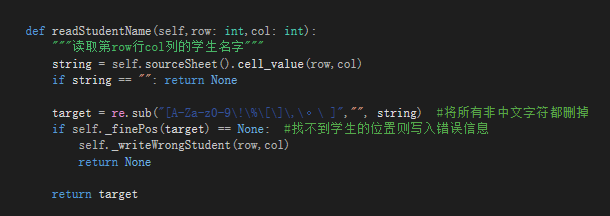 def readStudentName(self,row: int,col: int):
"""读取第row行col列的学生名字"""
string = self.sourceSheet().cell_value(row,col)
if string == "": return None
target = re.sub("[A-Za-z0-9\!\%\[\]\,\。\ ]","", string) #将所有非中文字符都删掉
if self._finePos(target) == None: #找不到学生的位置则写入错误信息
self._writeWrongStudent(row,col)
return None
return target